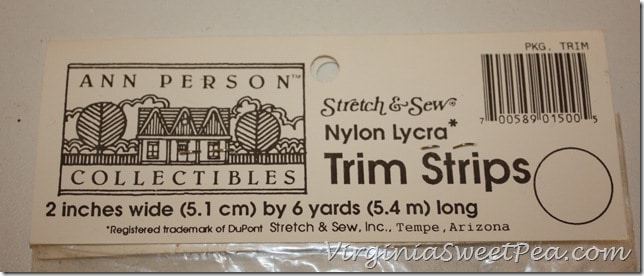 PKG. TRIM
ANN PERSON™
COLLECTIBLES
Stretch & Sew®
Nylon Lycra*
Trim Strips
7 00589 01500 5
2 inches wide (5.1 cm) by 6 yards (5.4 m) long
*Registered trademark of DuPont Stretch & Sew, Inc., Tempe, Arizona
VirginiaSweetPea.com